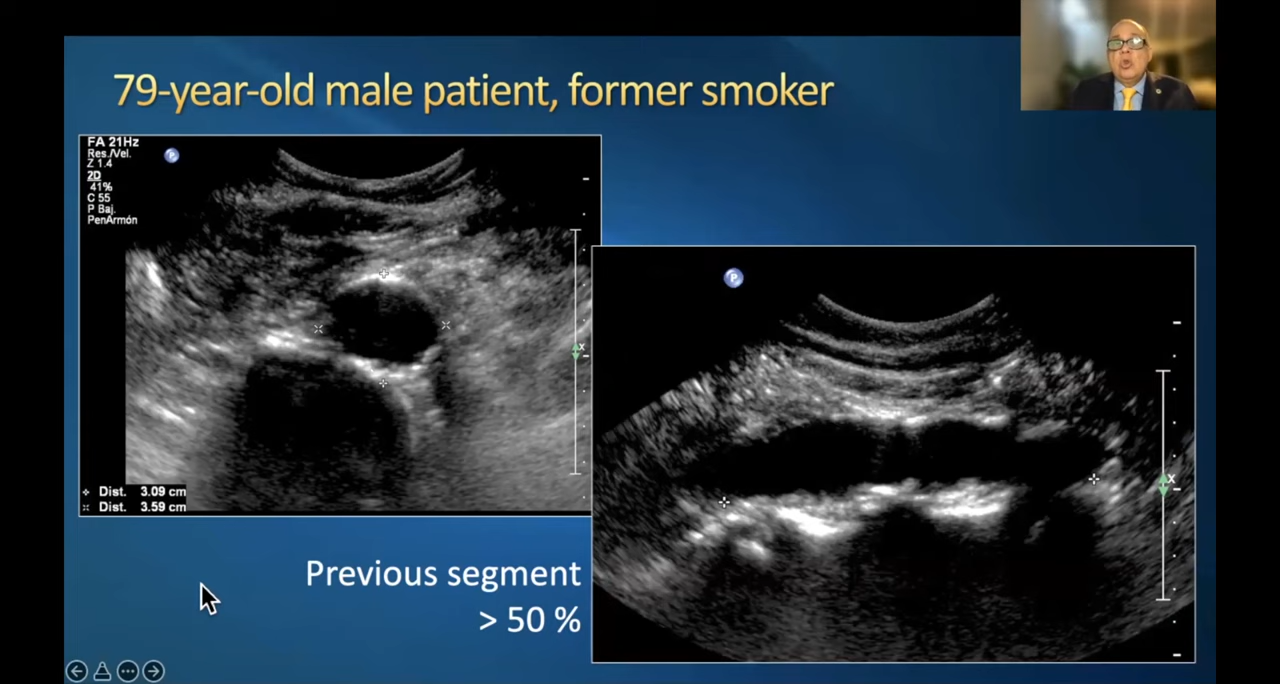 79-year-old male patient, former smoker
FA 21Hz
Res./Vel.
Z 1.4
2D
41%
C 55
P Baj.
PenArmón
P
X
Dist. 3.09 cm
Dist. 3.59 cm
P
X
Previous segment
> 50 %